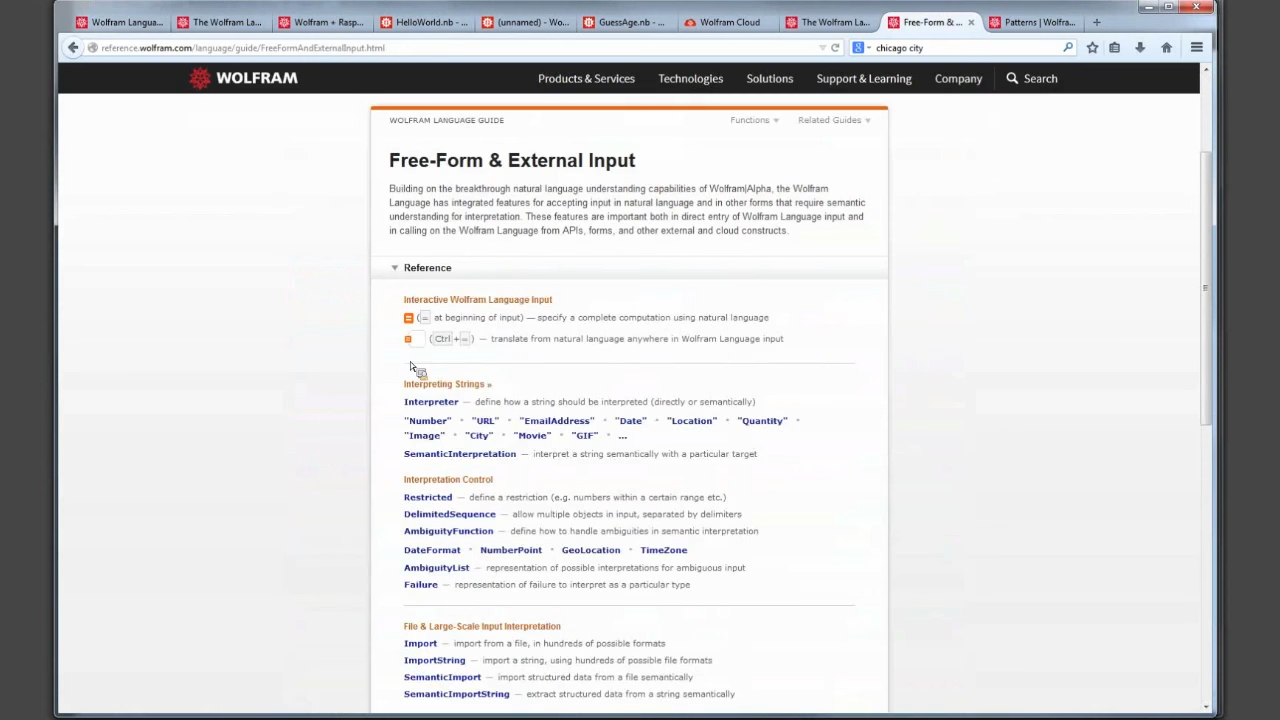 Wolfram Langua...
The Wolfram La...
Wolfram + Rasp...
HelloWorld.nb - ...
(unnamed) - Wo...
GuessAge.nb - ...
Wolfram Cloud
The Wolfram La...
Free-Form & ...
Patterns | Wolfra...
reference.wolfram.com/language/guide/FreeFormAndExternalInput.html
chicago city
WOLFRAM
Products & Services
Technologies
Solutions
Support & Learning
Company
Search
WOLFRAM LANGUAGE GUIDE
Functions
Related Guides
Free-Form & External Input
Building on the breakthrough natural language understanding capabilities of Wolfram|Alpha, the Wolfram
Language has integrated features for accepting input in natural language and in other forms that require semantic
understanding for interpretation. These features are important both in direct entry of Wolfram Language input and
in calling on the Wolfram Language from APIs, forms, and other external and cloud constructs.
Reference
Interactive Wolfram Language Input
(= at beginning of input) — specify a complete computation using natural language
(Ctrl+=) — translate from natural language anywhere in Wolfram Language input
Interpreting Strings »
Interpreter — define how a string should be interpreted (directly or semantically)
"Number" ▪ "URL" ▪ "EmailAddress" ▪ "Date" ▪ "Location" ▪ "Quantity" ▪
"Image" ▪ "City" ▪ "Movie" ▪ "GIF" ▪ ...
SemanticInterpretation — interpret a string semantically with a particular target
Interpretation Control
Restricted — define a restriction (e.g. numbers within a certain range etc.)
DelimitedSequence — allow multiple objects in input, separated by delimiters
AmbiguityFunction — define how to handle ambiguities in semantic interpretation
DateFormat ▪ NumberPoint ▪ GeoLocation ▪ TimeZone
AmbiguityList — representation of possible interpretations for ambiguous input
Failure — representation of failure to interpret as a particular type
File & Large-Scale Input Interpretation
Import — import from a file, in hundreds of possible formats
ImportString — import a string, using hundreds of possible file formats
SemanticImport — import structured data from a file semantically
SemanticImportString — extract structured data from a string semantically